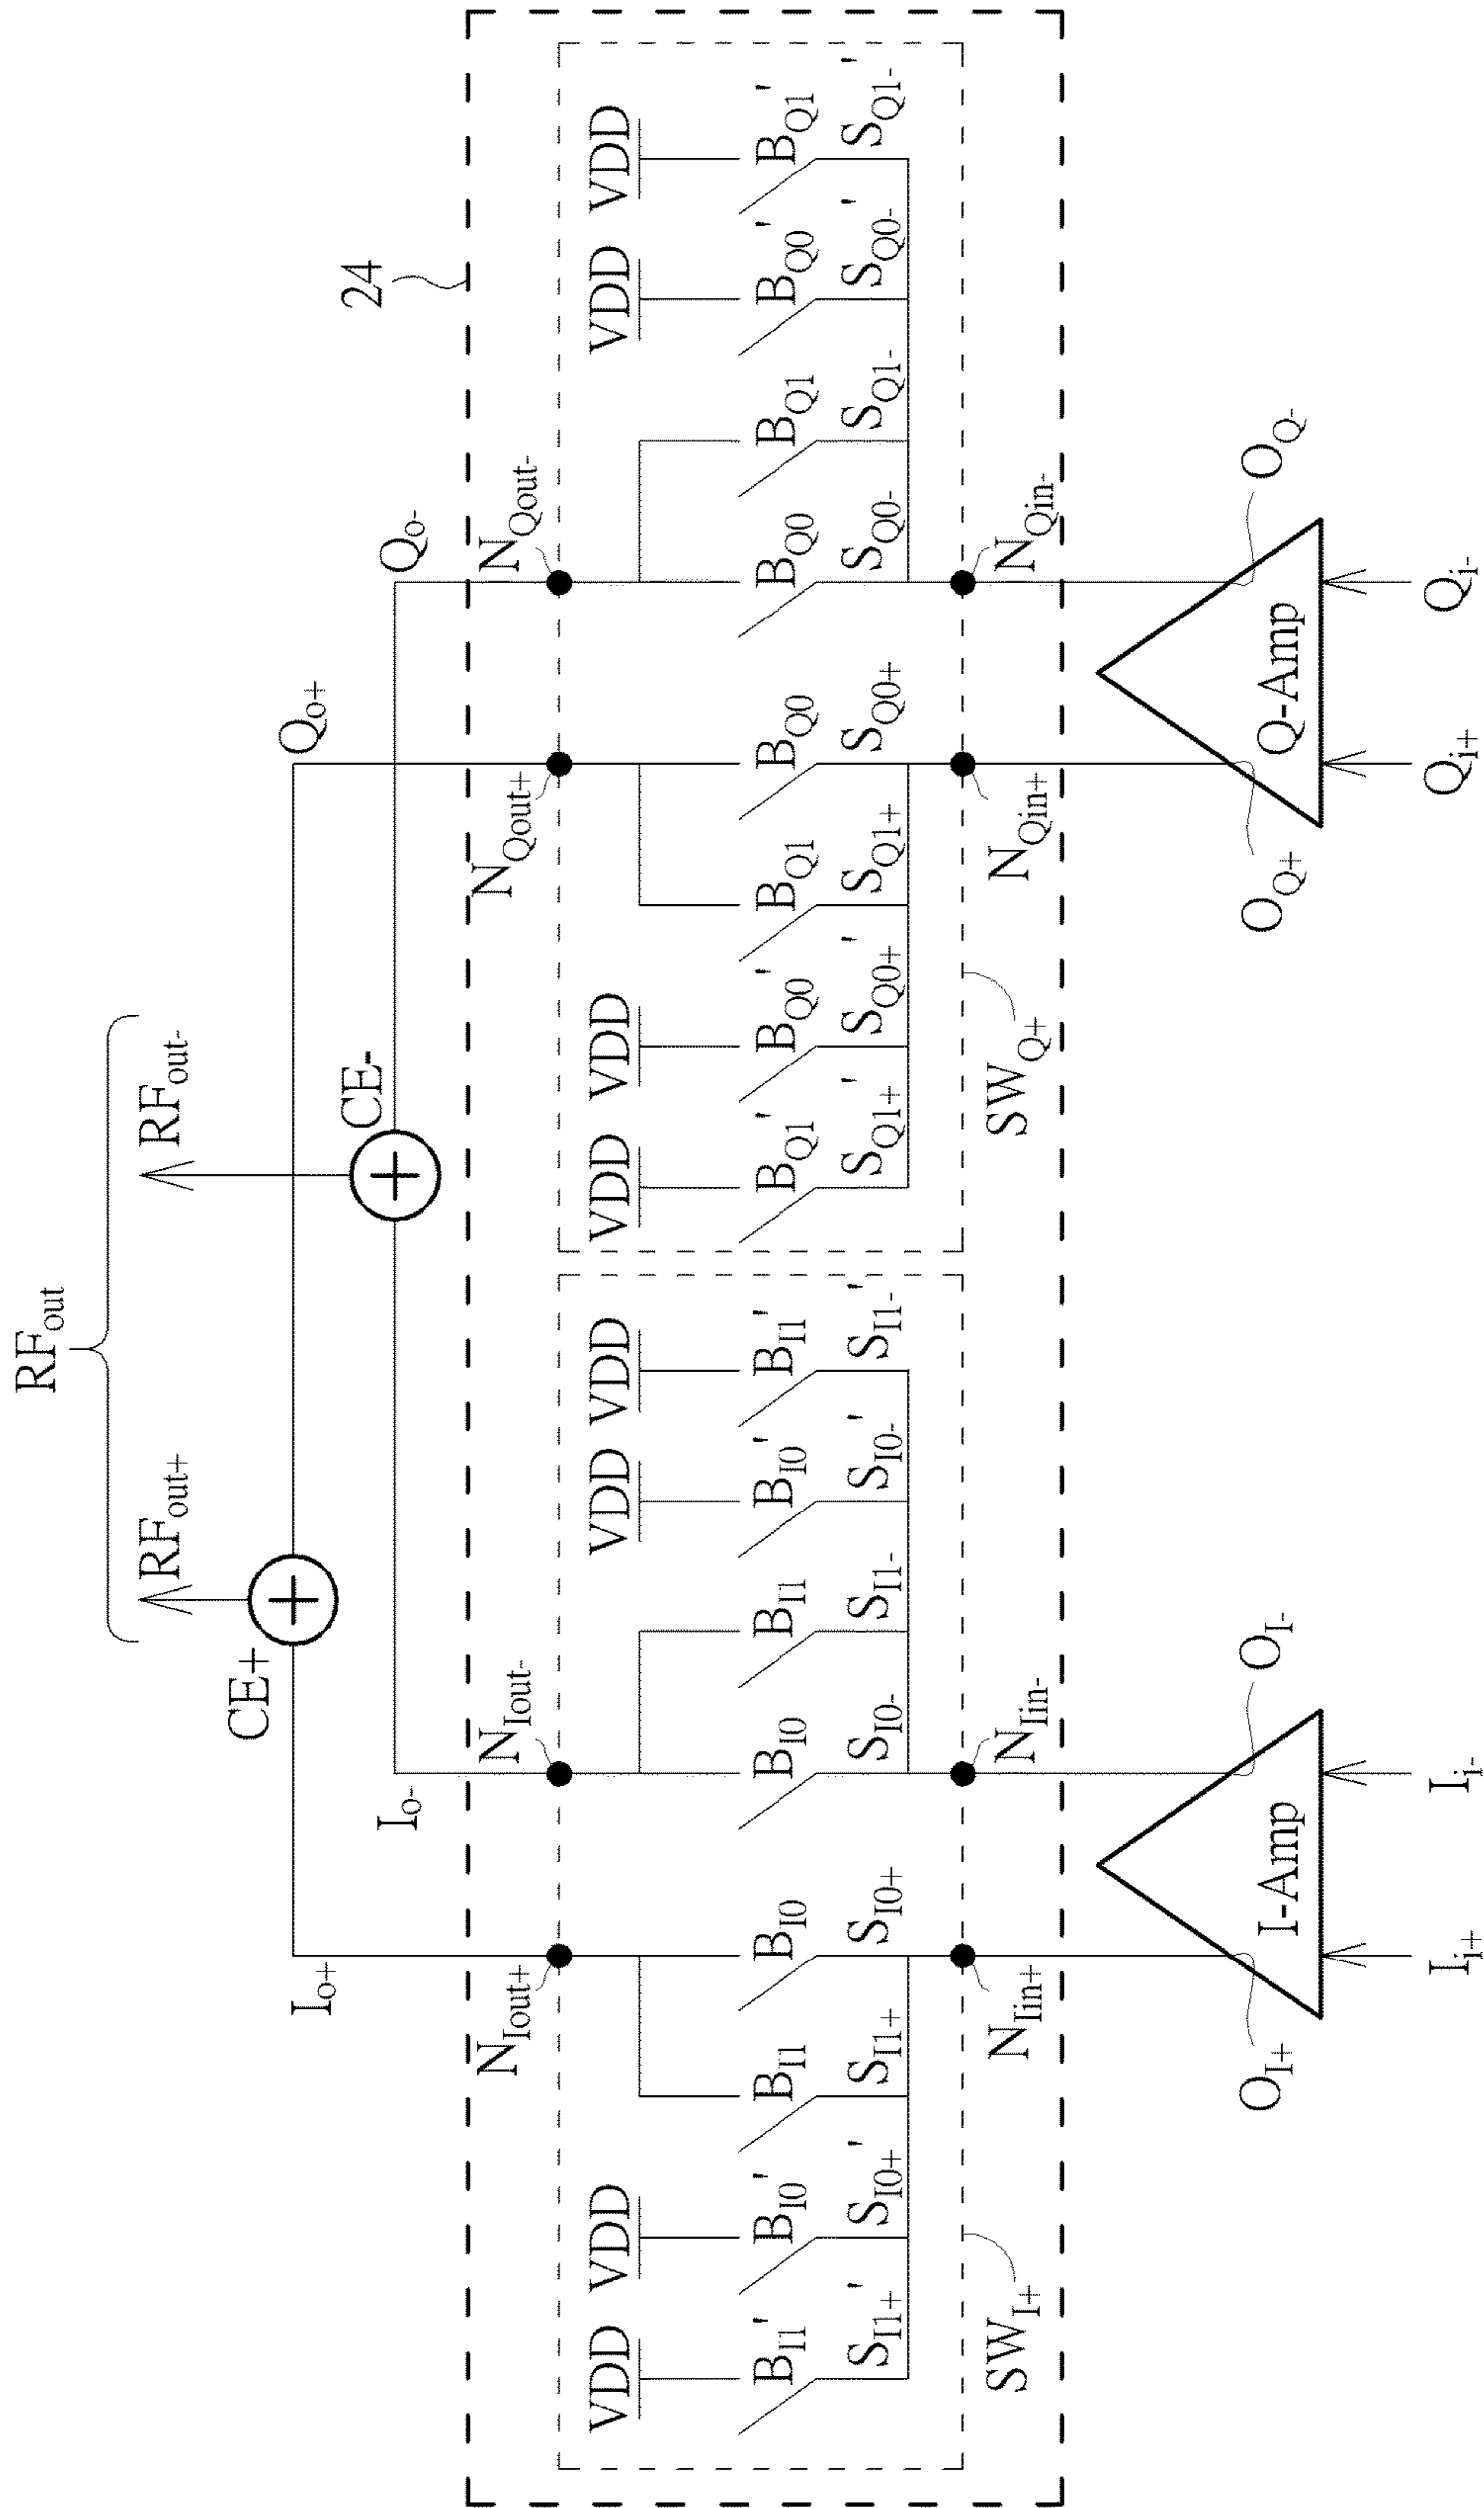 RFout
RFout+
RFout-
CE+
CE-
Io+
Io-
Qo+
Qo-
24
NIout+
NIout-
NQout+
NQout-
VDD VDD VDD VDD VDD VDD VDD VDD
BI1' BI0' BI1 BI0 BI0 BI1 BI0' BI1' BQ1' BQ0' BQ1 BQ0 BQ0 BQ1 BQ0' BQ1'
SI1+' SI0+' SI1+ SI0+ SI0- SI1- SI0-' SI1-' SQ1+' SQ0+' SQ1+ SQ0+ SQ0- SQ1- SQ0-' SQ1-'
SWI+
NIin+
NIin-
SWQ+
NQin+
NQin-
OI+
I-Amp
OI-
OQ+
Q-Amp
OQ-
Ii+
Ii-
Qi+
Qi-